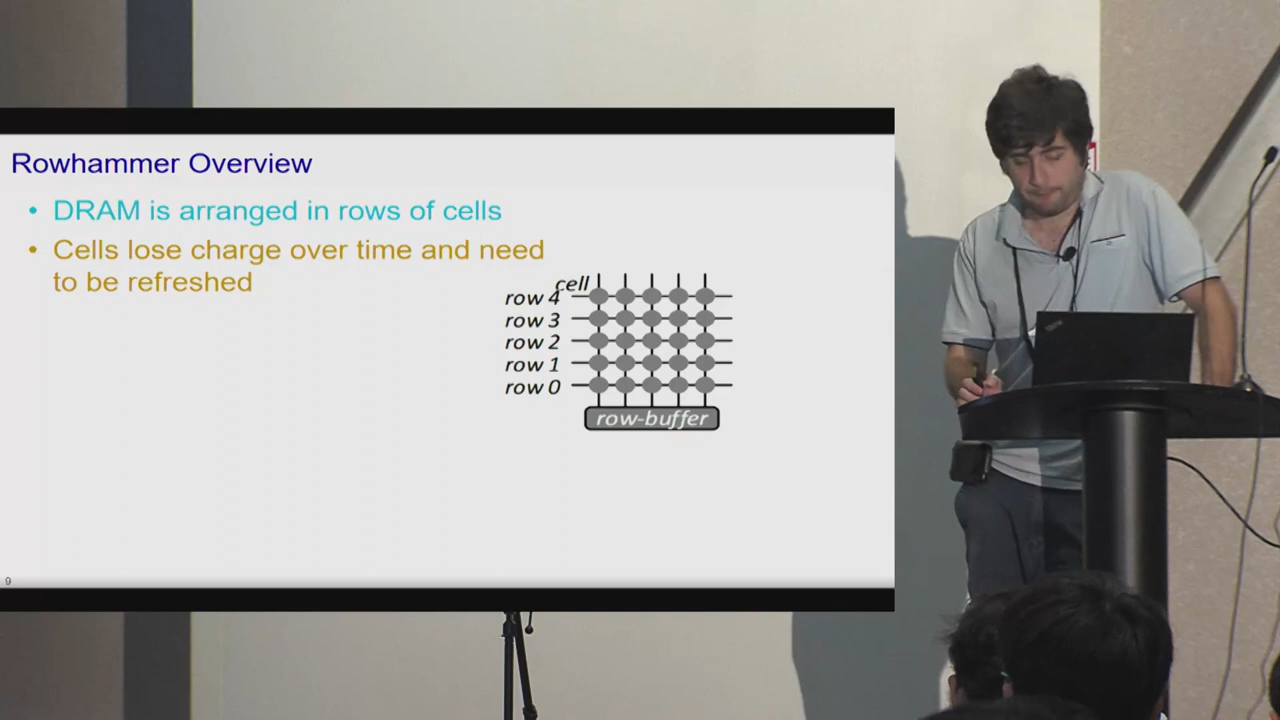 Rowhammer Overview
• DRAM is arranged in rows of cells
• Cells lose charge over time and need
to be refreshed
cell
row 4
row 3
row 2
row 1
row 0
row-buffer
9